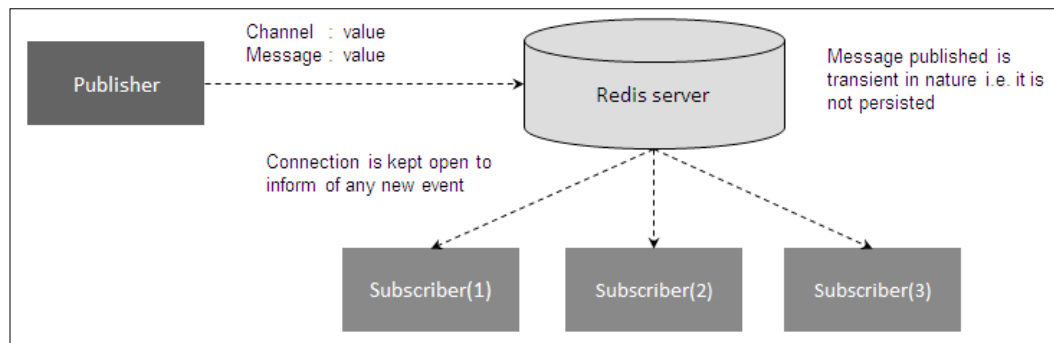 Channel : value
Message : value
Publisher
Redis server
Message published is
transient in nature i.e. it is
not persisted
Connection is kept open to
inform of any new event
Subscriber(1)
Subscriber(2)
Subscriber(3)